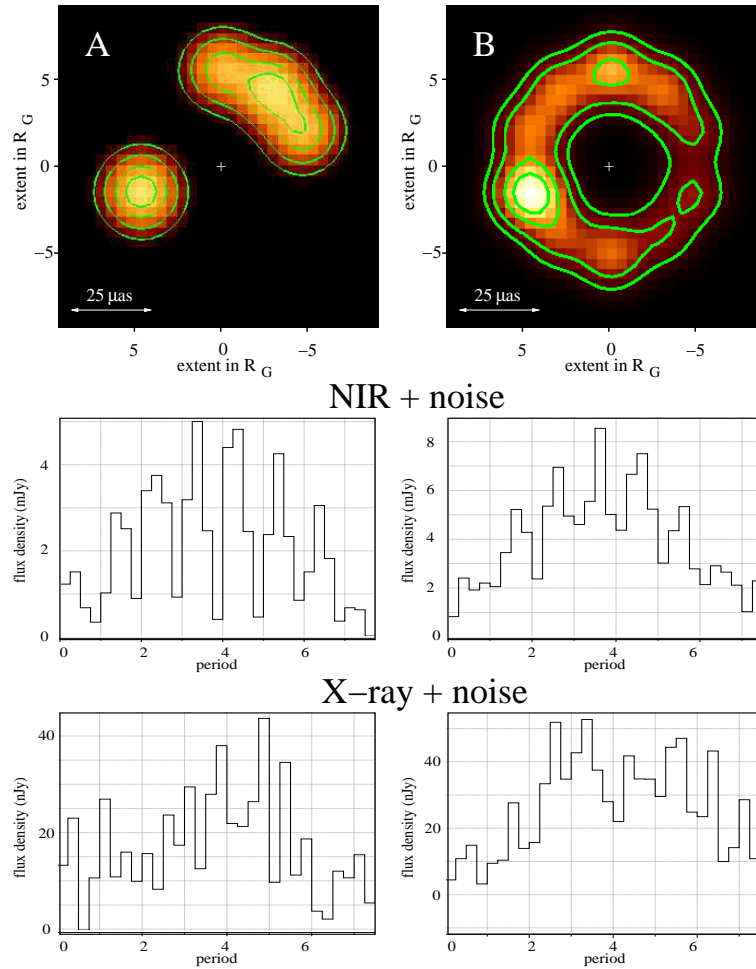 A
B
extent in R G
5
0
−5
25 µas
5 0 −5
extent in R G
extent in R G
5
0
−5
25 µas
5 0 −5
extent in R G
NIR + noise
flux density (mJy)
4
2
0
0 2 4 6
period
flux density (mJy)
8
6
4
2
0
0 2 4 6
period
X−ray + noise
flux density (nJy)
40
20
0
0 2 4 6
period
flux density (nJy)
40
20
0
0 2 4 6
period